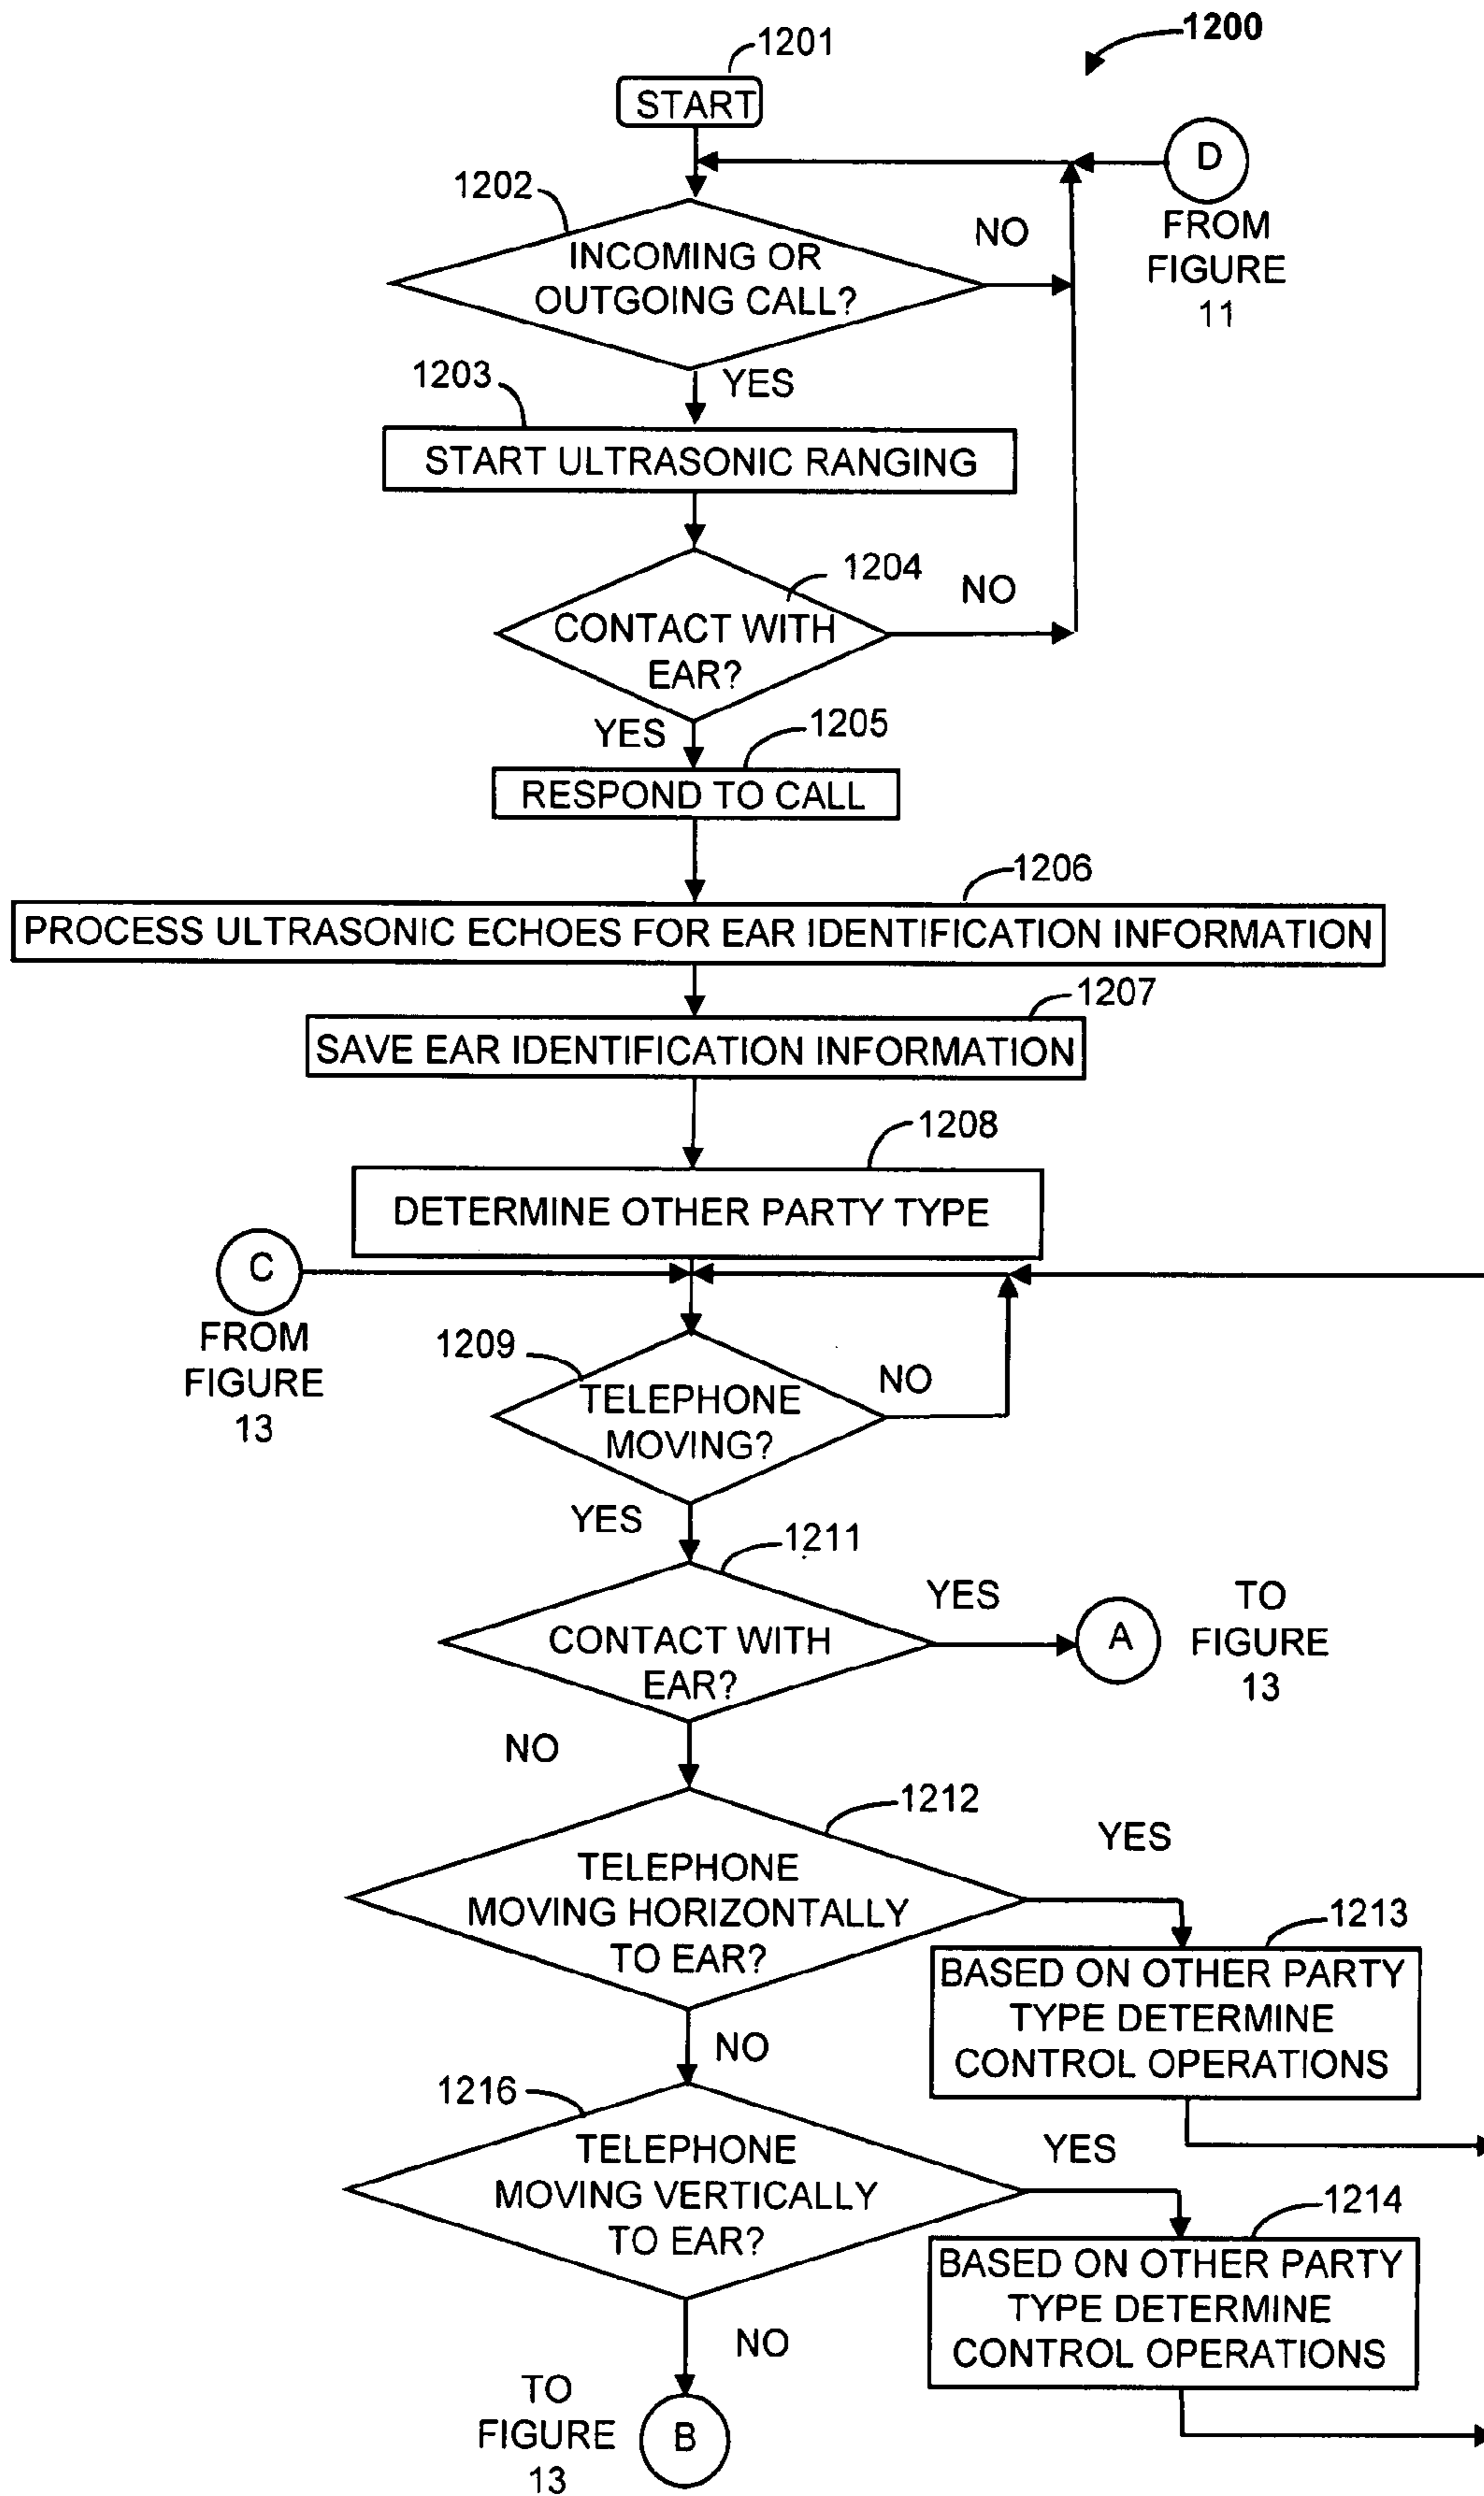 1200
1201
START
D
FROM
FIGURE
11
1202
INCOMING OR
OUTGOING CALL?
NO
YES
1203
START ULTRASONIC RANGING
1204
CONTACT WITH
EAR?
NO
YES
1205
RESPOND TO CALL
1206
PROCESS ULTRASONIC ECHOES FOR EAR IDENTIFICATION INFORMATION
1207
SAVE EAR IDENTIFICATION INFORMATION
1208
DETERMINE OTHER PARTY TYPE
C
FROM
FIGURE
13
1209
TELEPHONE
MOVING?
NO
YES
1211
CONTACT WITH
EAR?
YES
A
TO
FIGURE
13
NO
1212
TELEPHONE
MOVING HORIZONTALLY
TO EAR?
YES
1213
BASED ON OTHER PARTY
TYPE DETERMINE
CONTROL OPERATIONS
NO
1216
TELEPHONE
MOVING VERTICALLY
TO EAR?
YES
1214
BASED ON OTHER PARTY
TYPE DETERMINE
CONTROL OPERATIONS
NO
TO
FIGURE
13
B